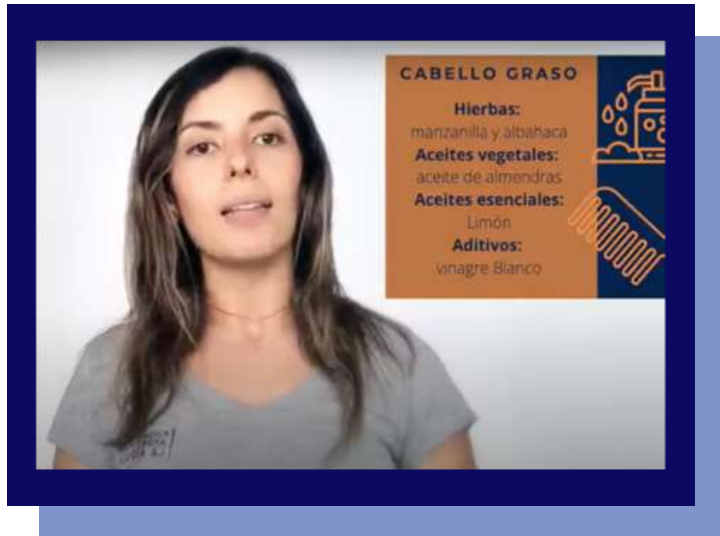 CABELLO GRASO
Hierbas:
manzanilla y albahaca
Aceites vegetales:
aceite de almendras
Aceites esenciales:
Limón
Aditivos:
vinagre Blanco